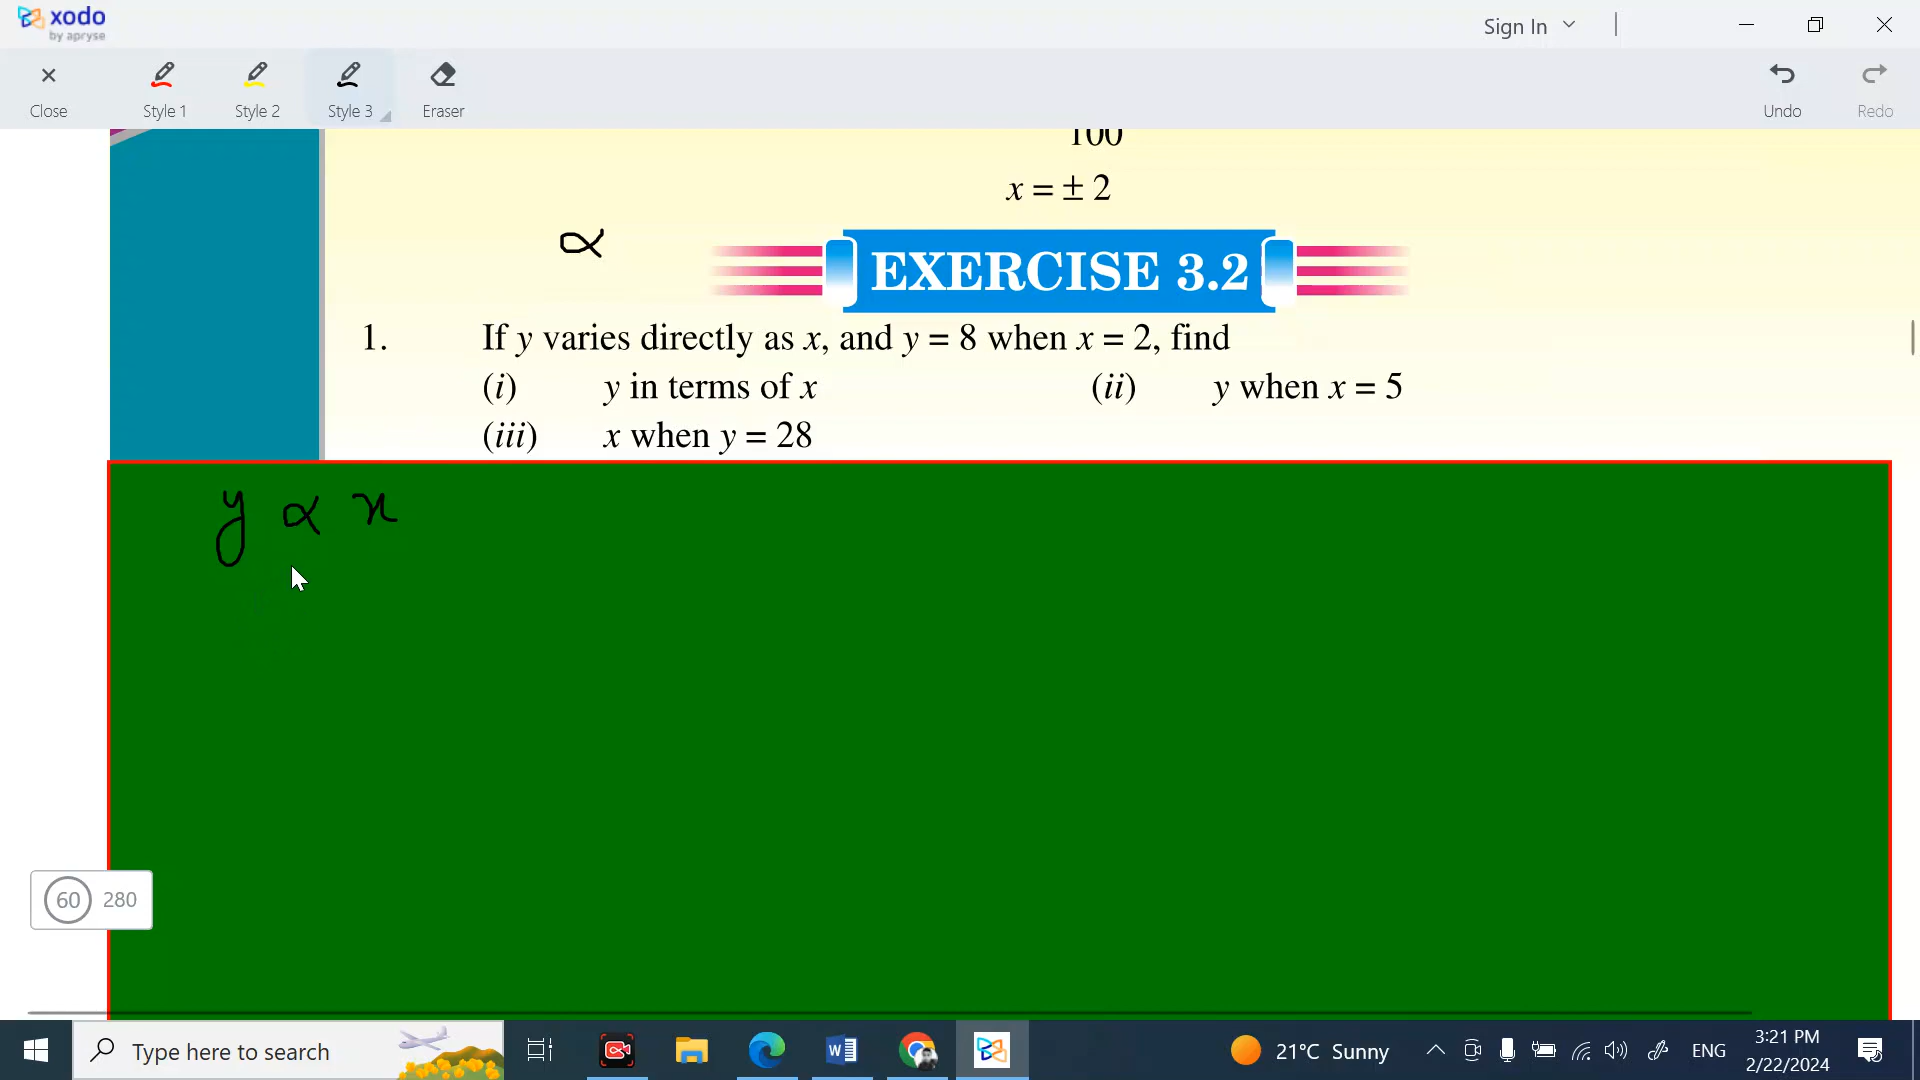 xodo
by apryse
Sign In
Close
Style 1
Style 2
Style 3
Eraser
Undo
Redo
100
x = ± 2
∝
EXERCISE 3.2
1. If y varies directly as x, and y = 8 when x = 2, find
(i) y in terms of x (ii) y when x = 5
(iii) x when y = 28
y ∝ x
60 280
Type here to search
21°C Sunny
ENG
3:21 PM
2/22/2024